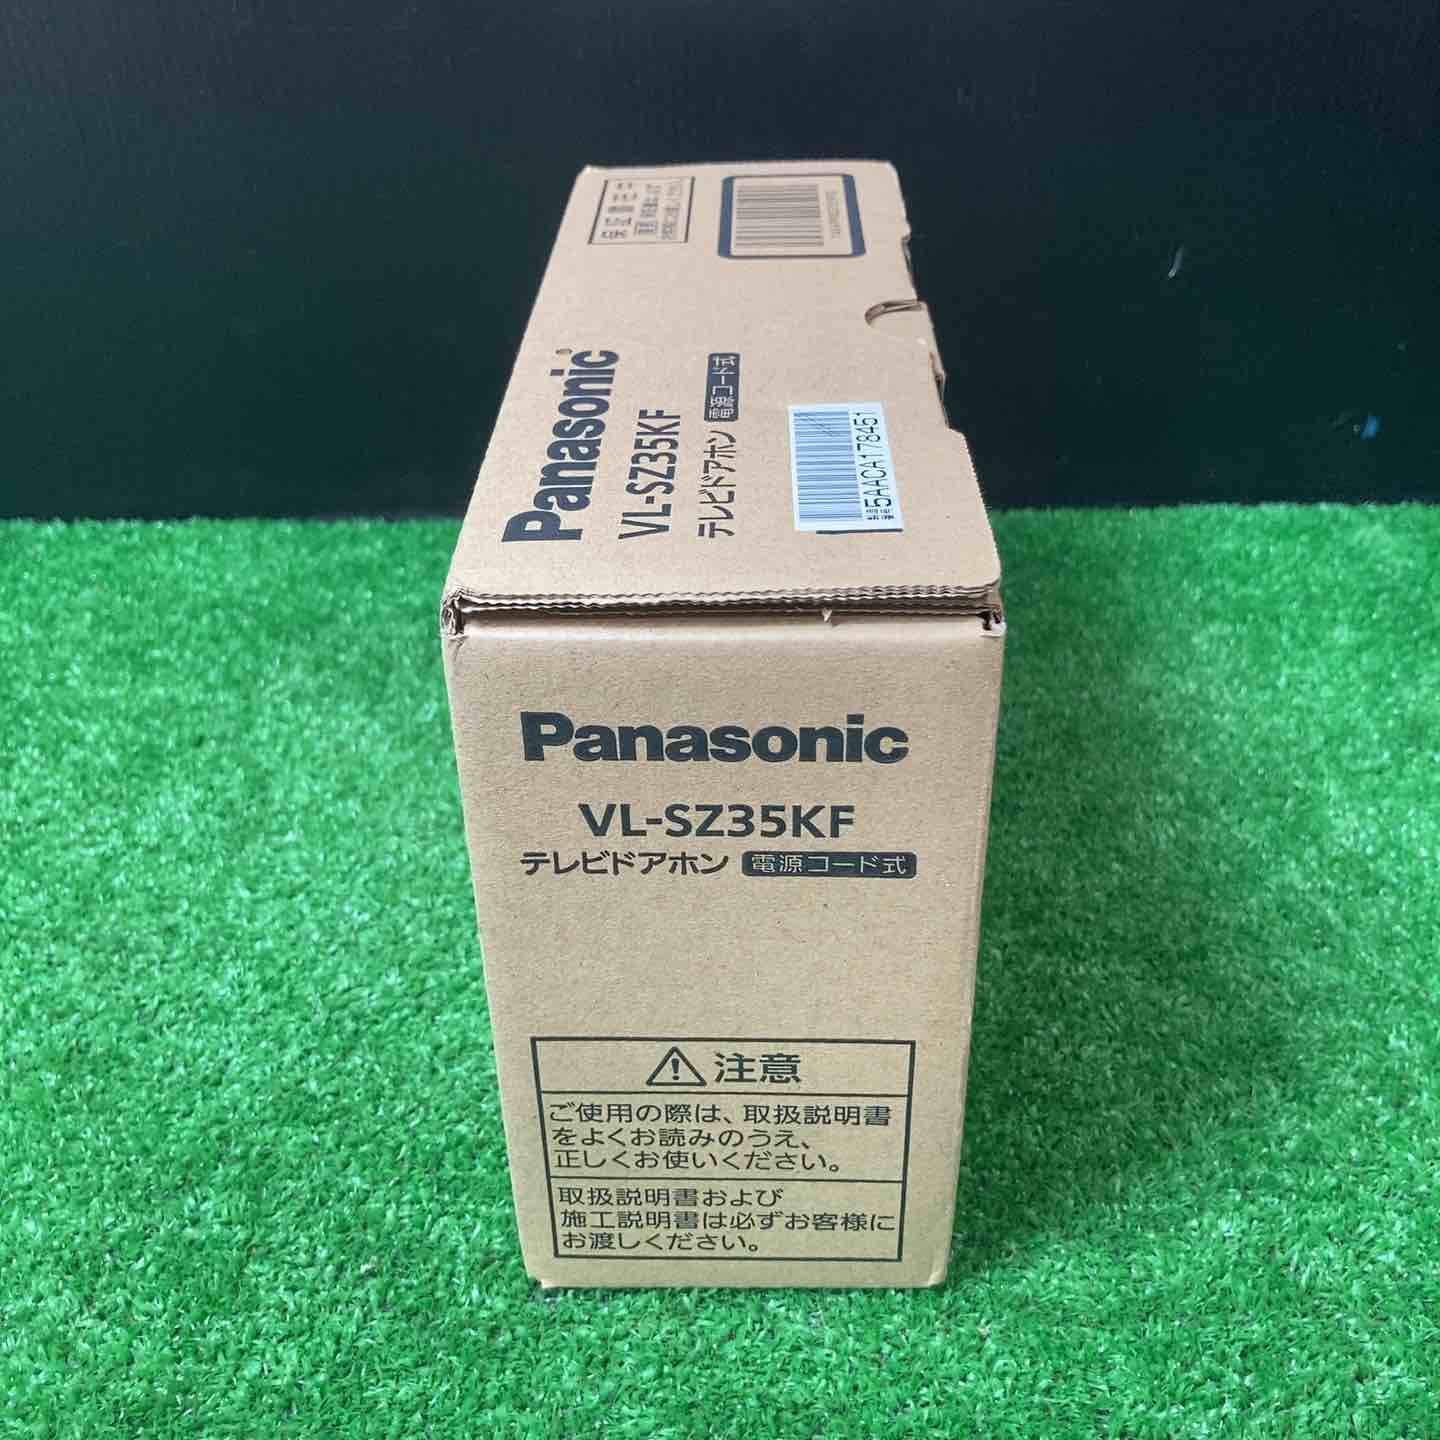 Panasonic
VL-SZ35KF
テレビドアホン 電源コード式
5AACA178451
Panasonic
VL-SZ35KF
テレビドアホン 電源コード式
注意
ご使用の際は、取扱説明書
をよくお読みのうえ、
正しくお使いください。
取扱説明書および
施工説明書は必ずお客様に
お渡しください。